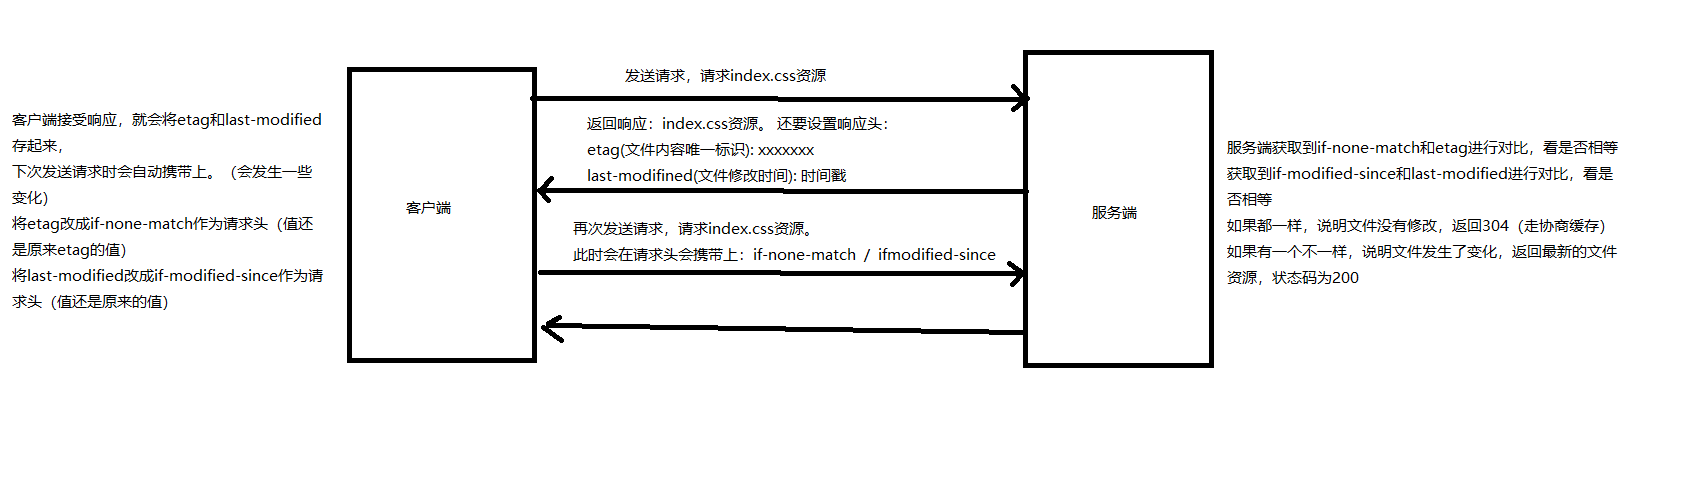 客户端接受响应，就会将etag和last-modified
存起来，
下次发送请求时会自动携带上。（会发生一些
变化）
将etag改成if-none-match作为请求头（值还
是原来etag的值）
将last-modified改成if-modified-since作为请
求头（值还是原来的值）
客户端
发送请求，请求index.css资源
返回响应：index.css资源。 还要设置响应头：
etag(文件内容唯一标识): xxxxxxx
last-modifined(文件修改时间): 时间戳
再次发送请求，请求index.css资源。
此时会在请求头会携带上：if-none-match / ifmodified-since
服务端
服务端获取到if-none-match和etag进行对比，看是否相等
获取到if-modified-since和last-modified进行对比，看是
否相等
如果都一样，说明文件没有修改，返回304（走协商缓存）
如果有一个不一样，说明文件发生了变化，返回最新的文件
资源，状态码为200